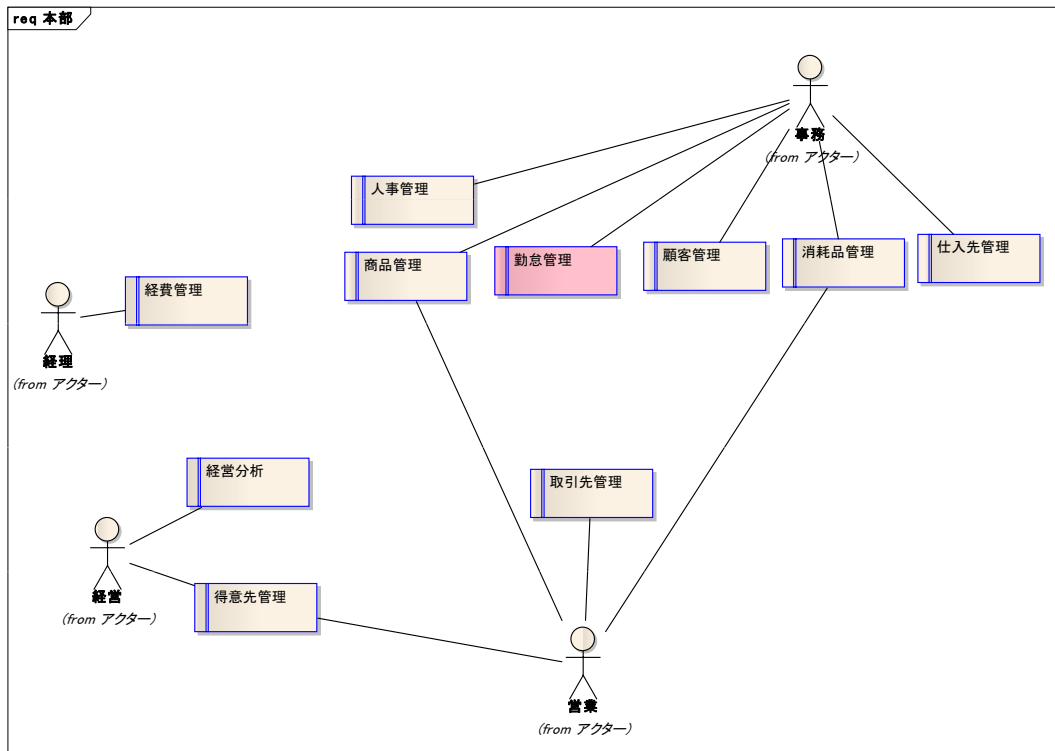 req 本部
事務
(from アクター)
人事管理
商品管理
勤怠管理
顧客管理
消耗品管理
仕入先管理
経費管理
経理
(from アクター)
経営分析
取引先管理
経営
(from アクター)
得意先管理
営業
(from アクター)